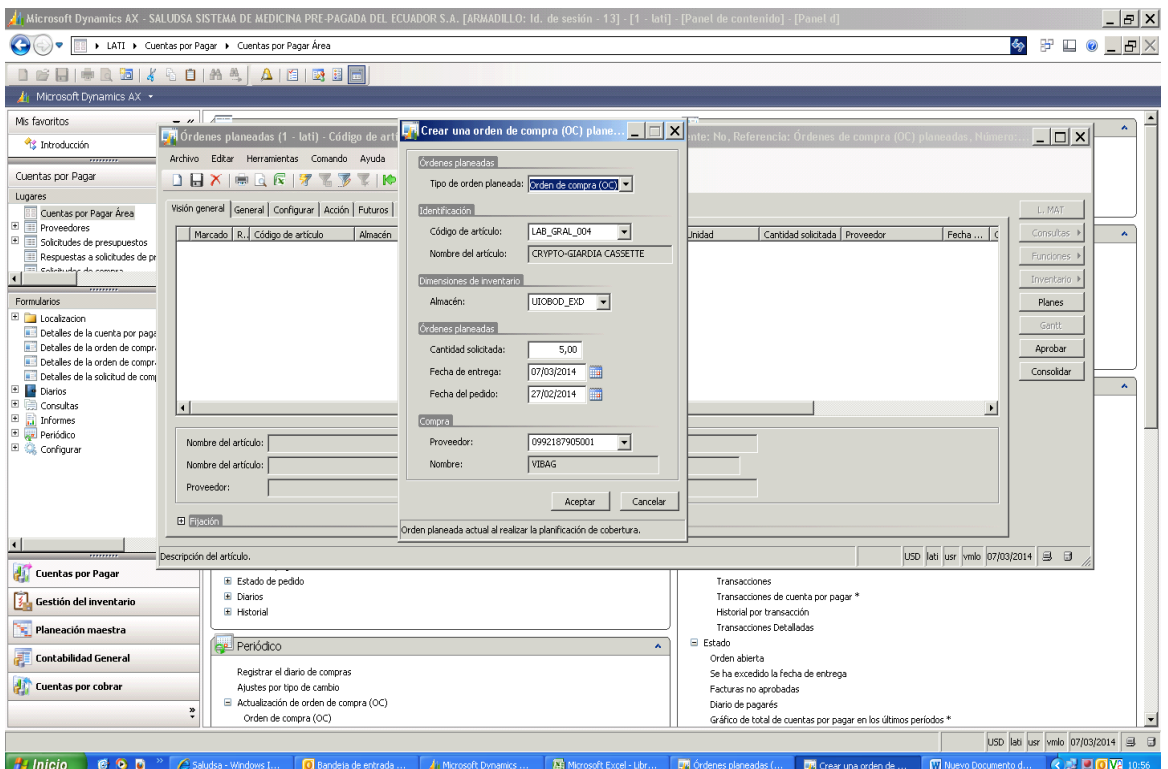 Microsoft Dynamics AX - SALUDSA SISTEMA DE MEDICINA PRE-PAGADA DEL ECUADOR S.A. [ARMADILLO: Id. de sesión - 13] - [1 - lati] - [Panel de contenido] - [Panel d]
LATI ▸ Cuentas por Pagar ▸ Cuentas por Pagar Área
Microsoft Dynamics AX
Mis favoritos
Introducción
Cuentas por Pagar
Lugares
Cuentas por Pagar Área
Proveedores
Solicitudes de presupuestos
Respuestas a solicitudes de pr
Solicitudes de compra
Formularios
Localizacion
Detalles de la cuenta por paga
Detalles de la orden de compr
Detalles de la orden de compr
Detalles de la solicitud de com
Diarios
Consultas
Informes
Periódico
Configurar
Cuentas por Pagar
Gestión del inventario
Planeación maestra
Contabilidad General
Cuentas por cobrar
Órdenes planeadas (1 - lati) - Código de artí
ente: No, Referencia: Órdenes de compra (OC) planeadas, Número:...
Archivo Editar Herramientas Comando Ayuda
Visión general General Configurar Acción Futuros
Marcado R.. Código de artículo Almacén
Unidad Cantidad solicitada Proveedor Fecha ... C
L. MAT
Consultas
Funciones
Inventario
Planes
Gantt
Aprobar
Consolidar
Nombre del artículo:
Nombre del artículo:
Proveedor:
Fijación
Descripción del artículo.
USD lati usr vmlo 07/03/2014
Crear una orden de compra (OC) plane...
Órdenes planeadas
Tipo de orden planeada: Orden de compra (OC)
Identificación
Código de artículo: LAB_GRAL_004
Nombre del artículo: CRYPTO-GIARDIA CASSETTE
Dimensiones de inventario
Almacén: UIOBOD_EXD
Órdenes planeadas
Cantidad solicitada: 5,00
Fecha de entrega: 07/03/2014
Fecha del pedido: 27/02/2014
Compra
Proveedor: 0992187905001
Nombre: VIBAG
Aceptar Cancelar
Orden planeada actual al realizar la planificación de cobertura.
Estado de pedido
Diarios
Historial
Periódico
Registrar el diario de compras
Ajustes por tipo de cambio
Actualización de orden de compra (OC)
Orden de compra (OC)
Transacciones
Transacciones de cuenta por pagar *
Historial por transacción
Transacciones Detalladas
Estado
Orden abierta
Se ha excedido la fecha de entrega
Facturas no aprobadas
Diario de pagarés
Gráfico de total de cuentas por pagar en los últimos períodos *
USD lati usr vmlo 07/03/2014
Inicio
Saludsa - Windows I...
Bandeja de entrada ...
Microsoft Dynamics ...
Microsoft Excel - Libr...
Órdenes planeadas (...
Crear una orden de ...
Nuevo Documento d...
10:56